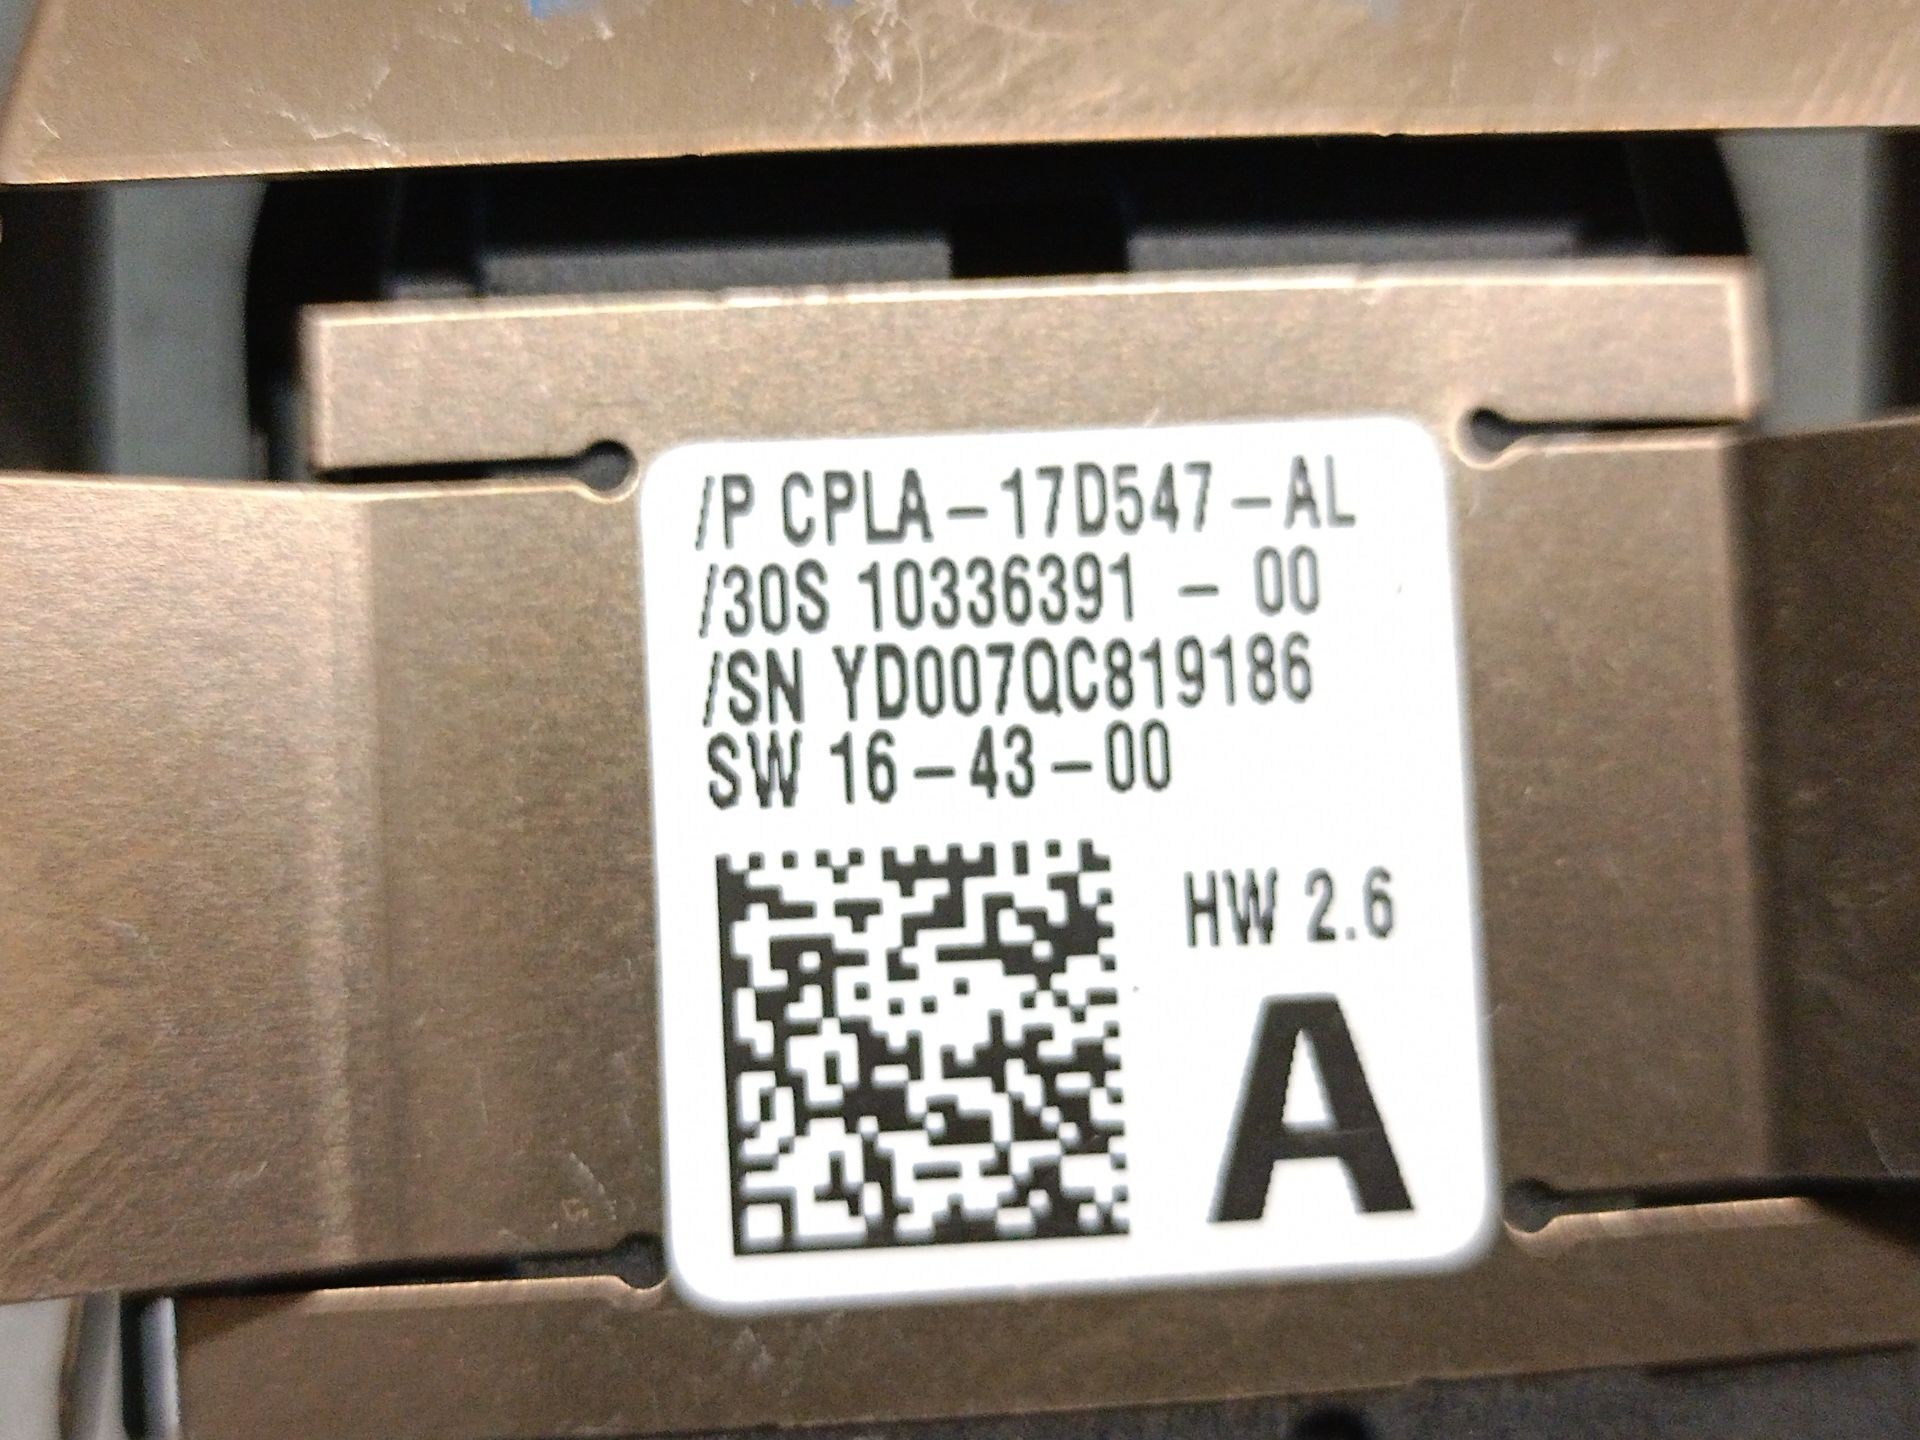 /P CPLA-17D547-AL
/30S 10336391 - 00
/SN YD007QC819186
SW 16-43-00
HW 2.6
A